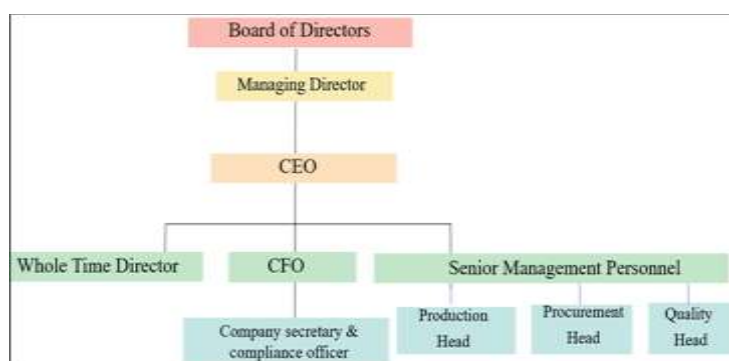 Board of Directors
Managing Director
CEO
Whole Time Director
CFO
Senior Management Personnel
Company secretary &
compliance officer
Production
Head
Procurement
Head
Quality
Head